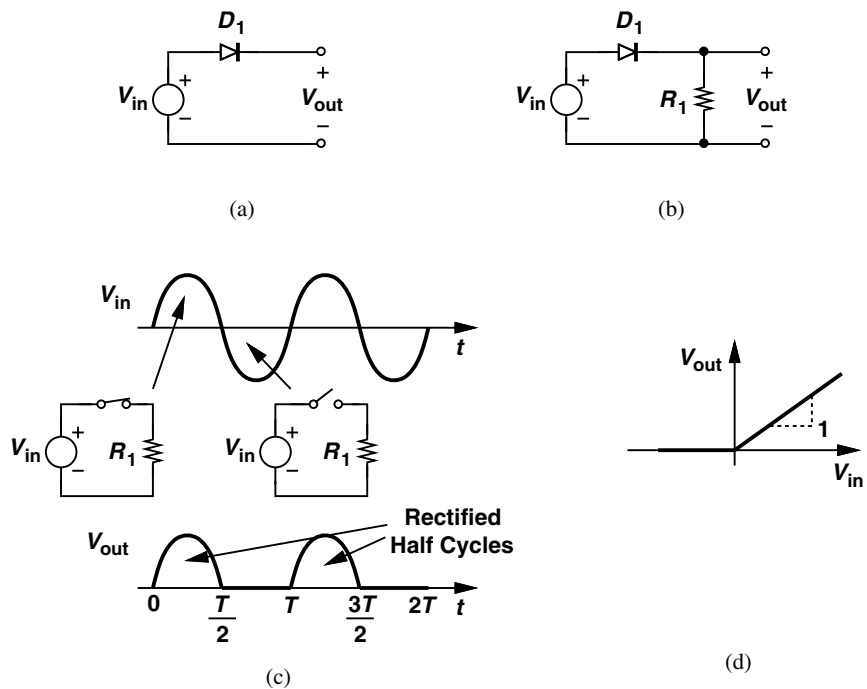 D1
D1
+
+
+
+
Vin
Vout
Vin
R1
Vout
−
−
−
−
(a)
(b)
Vin
t
Vout
1
Vin
+
+
Vin
R1
Vin
R1
−
−
Rectified
Half Cycles
Vout
0
T/2
T
3T/2
2T
t
(c)
(d)